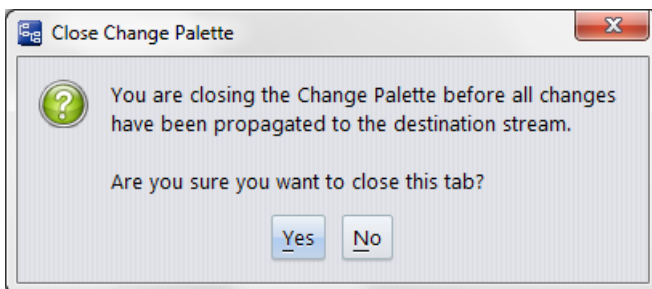 Close Change Palette
You are closing the Change Palette before all changes
have been propagated to the destination stream.
Are you sure you want to close this tab?
Yes
No